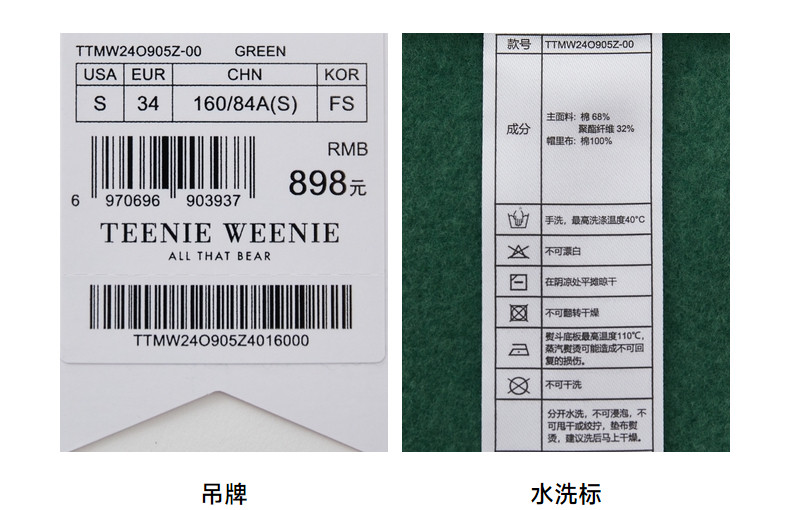 TTMW24O905Z-00 GREEN
USA EUR CHN KOR
S 34 160/84A(S) FS
RMB
898元
6 970696 903937
TEENIE WEENIE
ALL THAT BEAR
TTMW24O905Z4016000
吊牌
款号 TTMW24O905Z-00
成分
主面料: 棉 68%
聚酯纤维 32%
帽里布: 棉100%
手洗，最高洗涤温度40°C
不可漂白
在阴凉处平摊晾干
不可翻转干燥
熨斗底板最高温度110℃，
蒸汽熨烫可能造成不可回
复的损伤。
不可干洗
分开水洗，不可浸泡，不
可甩干或绞拧，垫布熨
烫，建议洗后马上干燥。
水洗标